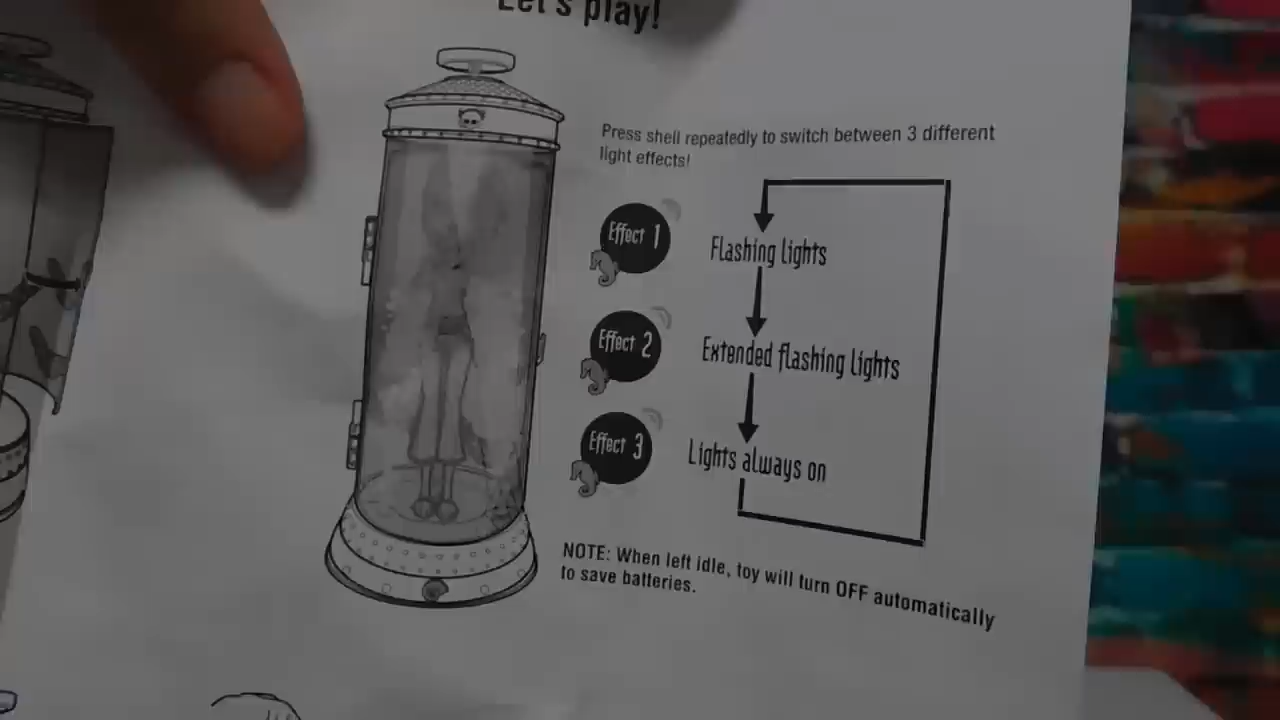 Let's play!
Press shell repeatedly to switch between 3 different
light effects!
Effect 1
Flashing lights
Effect 2
Extended flashing lights
Effect 3
Lights always on
NOTE: When left idle, toy will turn OFF automatically
to save batteries.